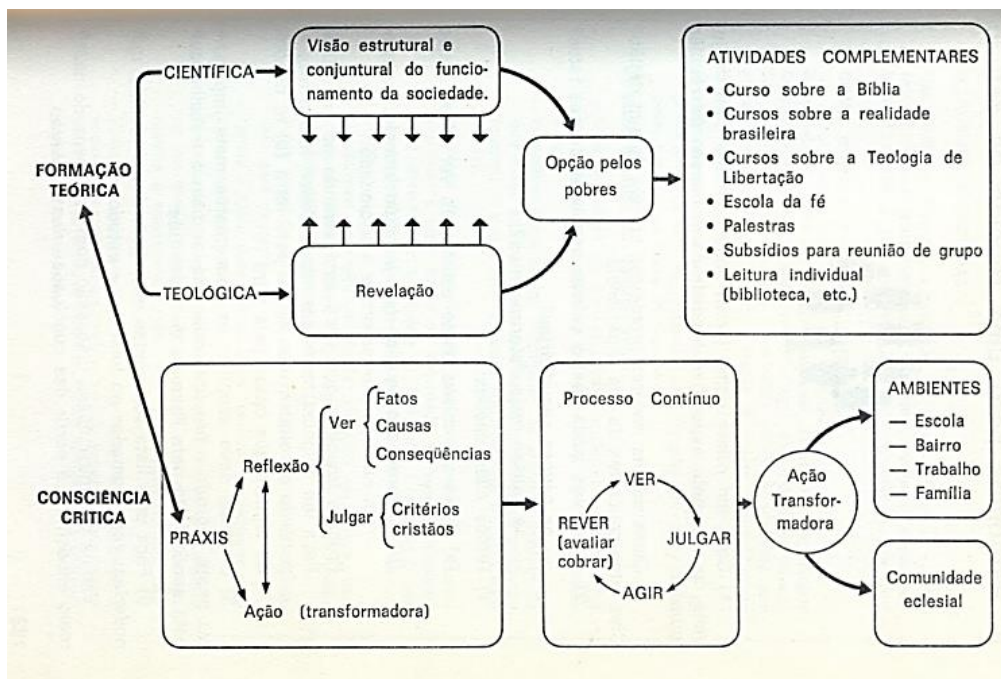 CIENTÍFICA
Visão estrutural e
conjuntural do funcio-
namento da sociedade.
FORMAÇÃO
TEÓRICA
TEOLÓGICA
Revelação
Opção pelos
pobres
ATIVIDADES COMPLEMENTARES
• Curso sobre a Bíblia
• Cursos sobre a realidade
brasileira
• Cursos sobre a Teologia de
Libertação
• Escola da fé
• Palestras
• Subsídios para reunião de grupo
• Leitura individual
(biblioteca, etc.)
CONSCIÊNCIA
CRÍTICA
PRÁXIS
Reflexão
Ver
Fatos
Causas
Conseqüências
Julgar
Critérios
cristãos
Ação (transformadora)
Processo Contínuo
VER
JULGAR
AGIR
REVER
(avaliar
cobrar)
Ação
Transfor-
madora
AMBIENTES
— Escola
— Bairro
— Trabalho
— Família
Comunidade
eclesial